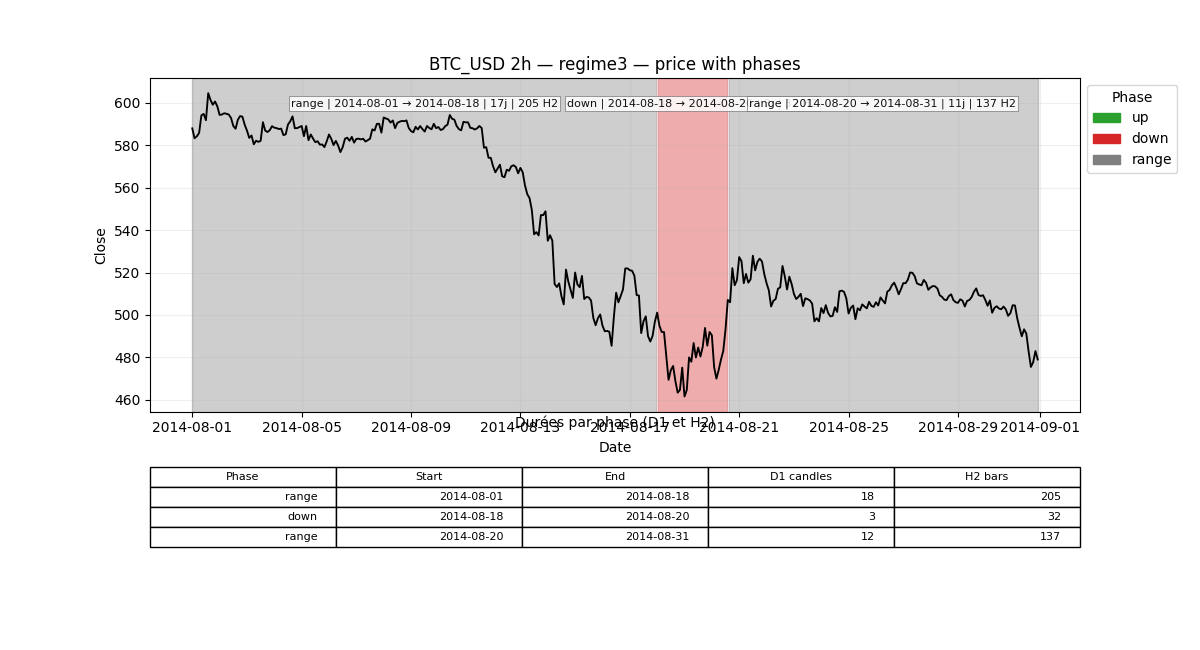 BTC_USD 2h — regime3 — price with phases
range | 2014-08-01 → 2014-08-18 | 17j | 205 H2
down | 2014-08-18 → 2014-08-2
range | 2014-08-20 → 2014-08-31 | 11j | 137 H2
Phase
up
down
range
Close
600
580
560
540
520
500
480
460
2014-08-01 2014-08-05 2014-08-09 2014-08-13 2014-08-17 2014-08-21 2014-08-25 2014-08-29 2014-09-01
Durées par phase (D1 et H2)
Date
Phase Start End D1 candles H2 bars
range 2014-08-01 2014-08-18 18 205
down 2014-08-18 2014-08-20 3 32
range 2014-08-20 2014-08-31 12 137